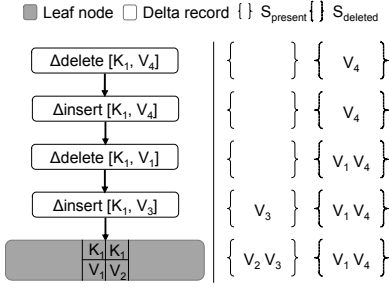 Leaf node Delta record { } S_present { } S_deleted
Δdelete [K₁, V₄] { } { V₄ }
Δinsert [K₁, V₄] { } { V₄ }
Δdelete [K₁, V₁] { } { V₁ V₄ }
Δinsert [K₁, V₃] { V₃ } { V₁ V₄ }
K₁ K₁
V₁ V₂ { V₂ V₃ } { V₁ V₄ }